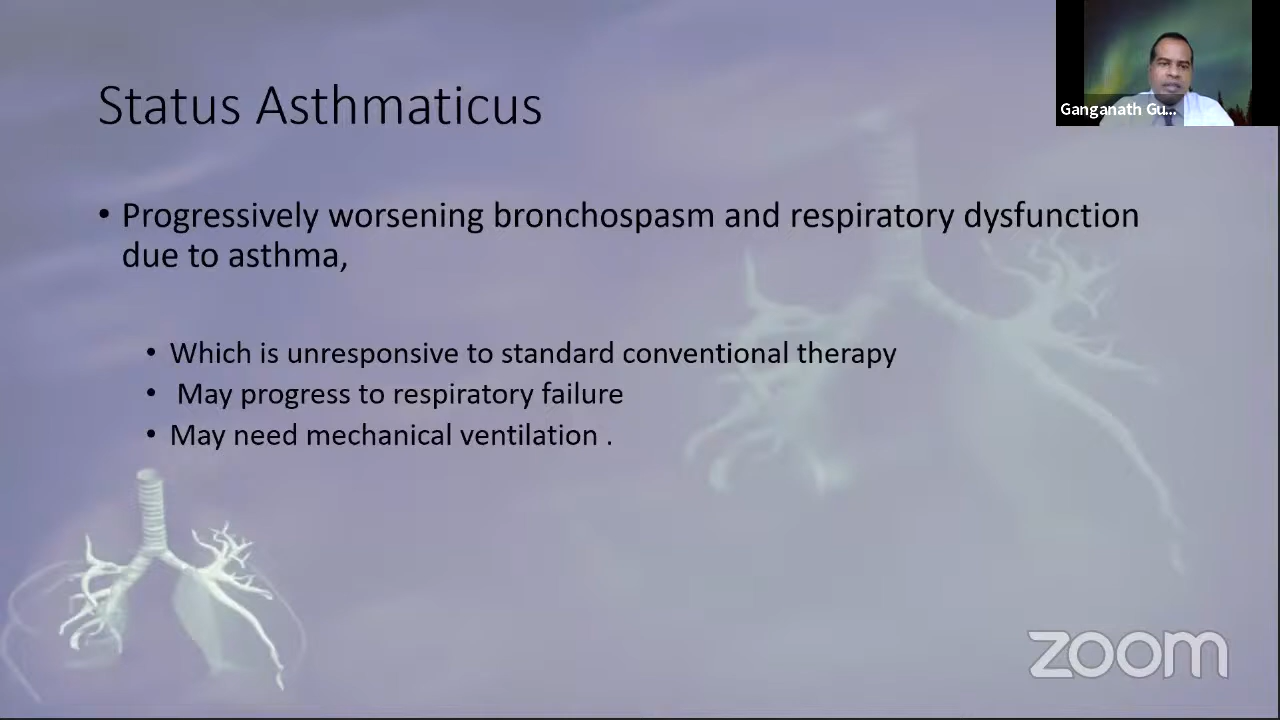 Ganganath Gu...
Status Asthmaticus
• Progressively worsening bronchospasm and respiratory dysfunction
due to asthma,
• Which is unresponsive to standard conventional therapy
• May progress to respiratory failure
• May need mechanical ventilation .
zoom